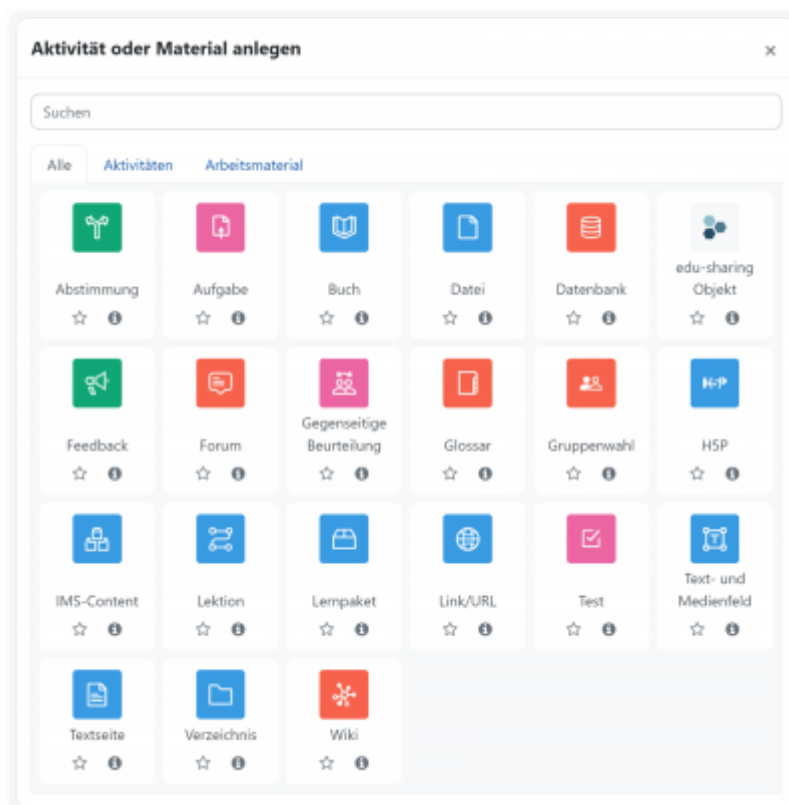 Aktivität oder Material anlegen
×
Suchen
Alle Aktivitäten Arbeitsmaterial
Abstimmung
Aufgabe
Buch
Datei
Datenbank
edu-sharing
Objekt
Feedback
Forum
Gegenseitige
Beurteilung
Glossar
Gruppenwahl
H5P
H5P
IMS-Content
Lektion
Lernpaket
Link/URL
Test
Text- und
Medienfeld
Textseite
Verzeichnis
Wiki